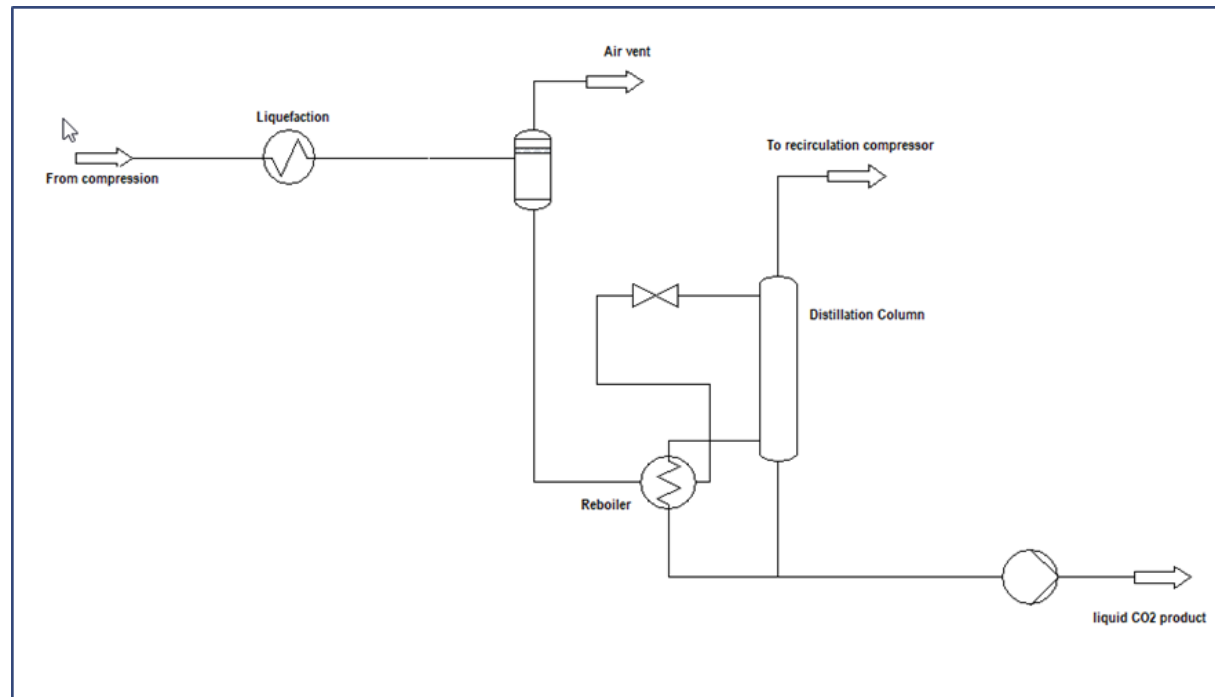 Air vent
Liquefaction
To recirculation compressor
From compression
Distillation Column
Reboiler
liquid CO2 product